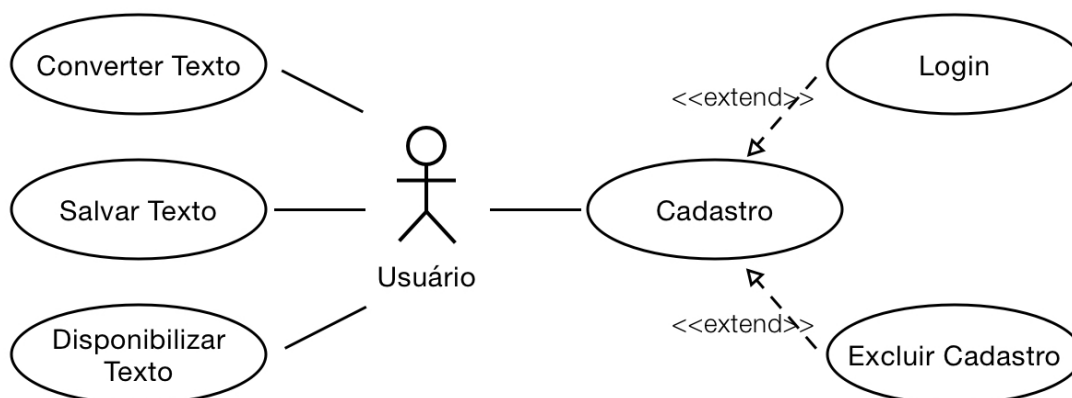 Converter Texto
Login
<<extend>>
Salvar Texto
Cadastro
Usuário
<<extend>>
Disponibilizar
Texto
Excluir Cadastro